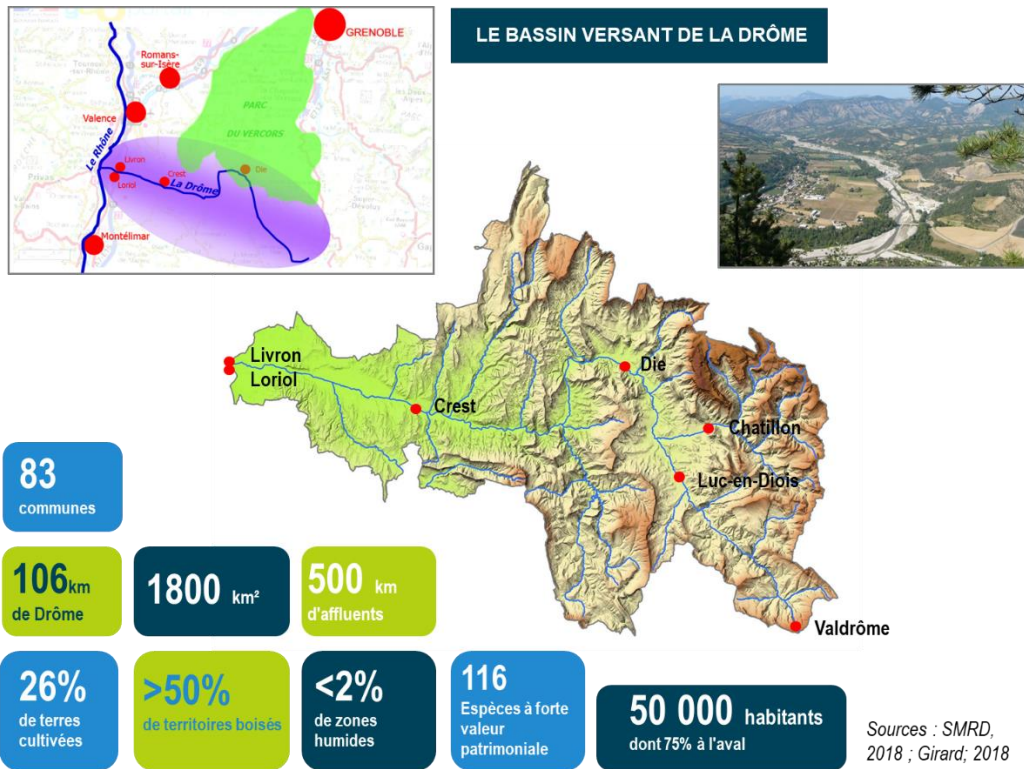 LE BASSIN VERSANT DE LA DRÔME
GRENOBLE
Romans-
sur-Isère
PARC
DU VERCORS
Valence
Le Rhône
Livron
Loriol
Crest
La Drôme
Die
Montélimar
Livron
Loriol
Crest
Die
Chatillon
Luc-en-Diois
Valdrôme
83
communes
106km
de Drôme
1800 km²
500 km
d'affluents
26%
de terres
cultivées
>50%
de territoires boisés
<2%
de zones
humides
116
Espèces à forte
valeur
patrimoniale
50 000 habitants
dont 75% à l'aval
Sources : SMRD,
2018 ; Girard; 2018